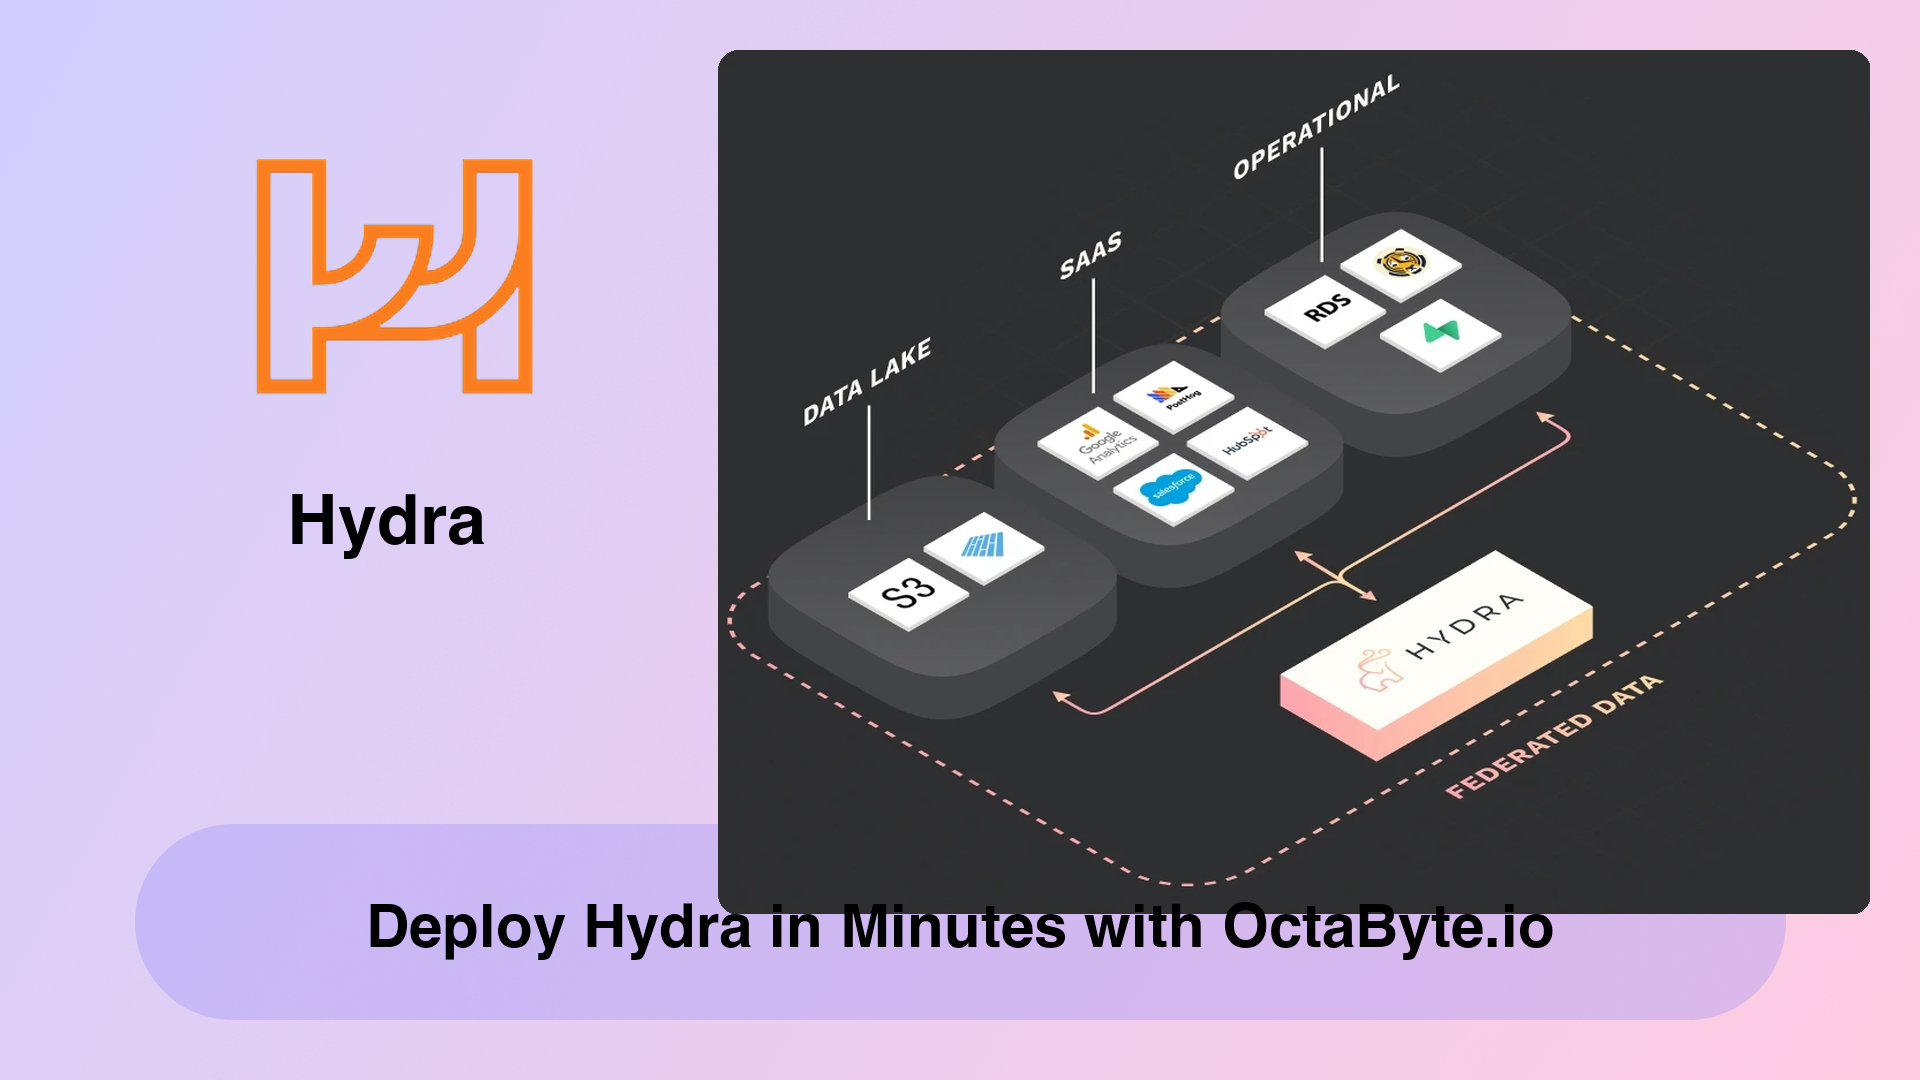 Hydra
OPERATIONAL
RDS
SAAS
PostHog
Google
Analytics
HubSpot
salesforce
DATA LAKE
S3
HYDRA
FEDERATED DATA
Deploy Hydra in Minutes with OctaByte.io